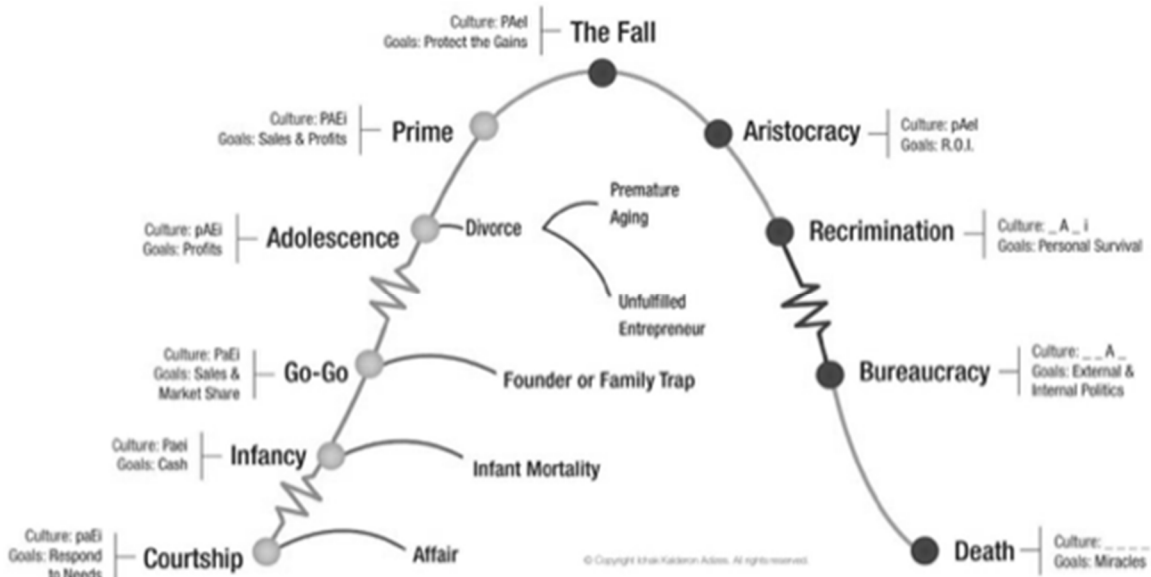 Culture: PAeI
Goals: Protect the Gains
The Fall
Culture: PAEi
Goals: Sales & Profits
Prime
Aristocracy
Culture: pAeI
Goals: R.O.I.
Premature
Aging
Divorce
Culture: pAEi
Goals: Profits
Adolescence
Recrimination
Culture: _ A _ i
Goals: Personal Survival
Unfulfilled
Entrepreneur
Culture: PaEi
Goals: Sales &
Market Share
Go-Go
Founder or Family Trap
Bureaucracy
Culture: _ _ A _
Goals: External &
Internal Politics
Culture: Paei
Goals: Cash
Infancy
Infant Mortality
Culture: paEi
Goals: Respond
to Needs
Courtship
Affair
© Copyright Ichak Kalderon Adizes. All rights reserved.
Death
Culture: _ _ _ _
Goals: Miracles